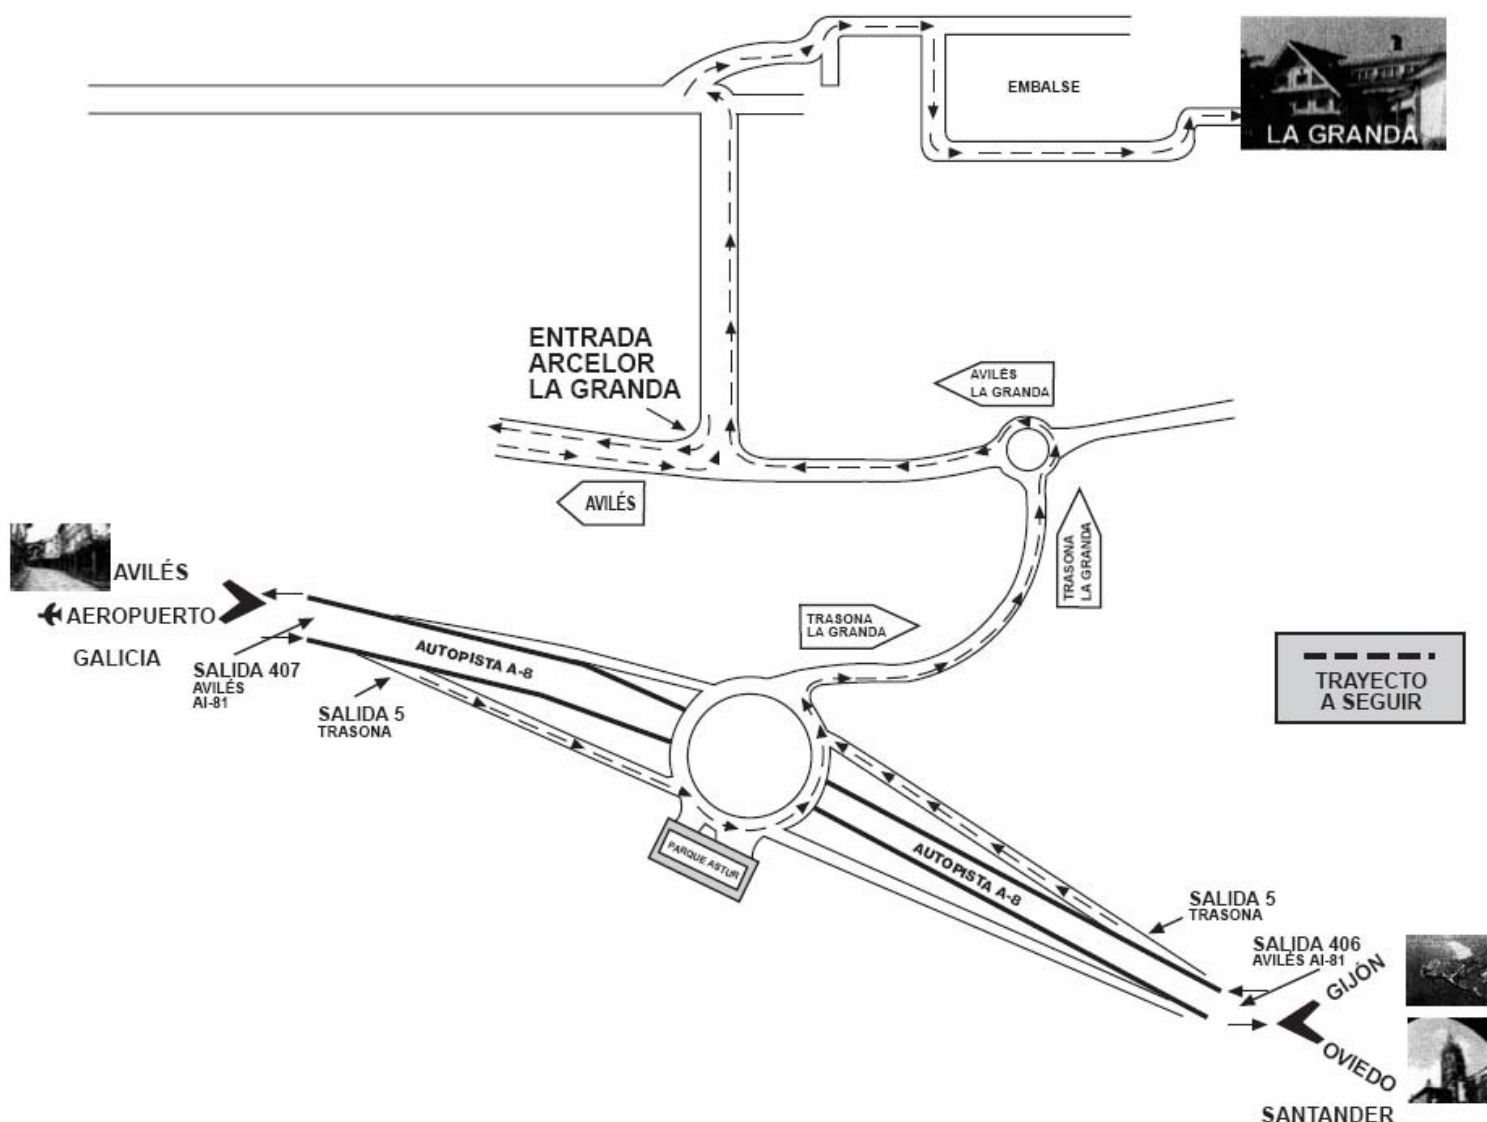 EMBALSE
LA GRANDA
ENTRADA
ARCELOR
LA GRANDA
AVILÉS
LA GRANDA
AVILÉS
TRASONA
LA GRANDA
TRASONA
LA GRANDA
AVILÉS
AEROPUERTO
GALICIA
SALIDA 407
AVILÉS
AI-81
SALIDA 5
TRASONA
AUTOPISTA A-8
TRAYECTO
A SEGUIR
PARQUE ASTUR
AUTOPISTA A-8
SALIDA 5
TRASONA
SALIDA 406
AVILÉS AI-81
GIJÓN
OVIEDO
SANTANDER